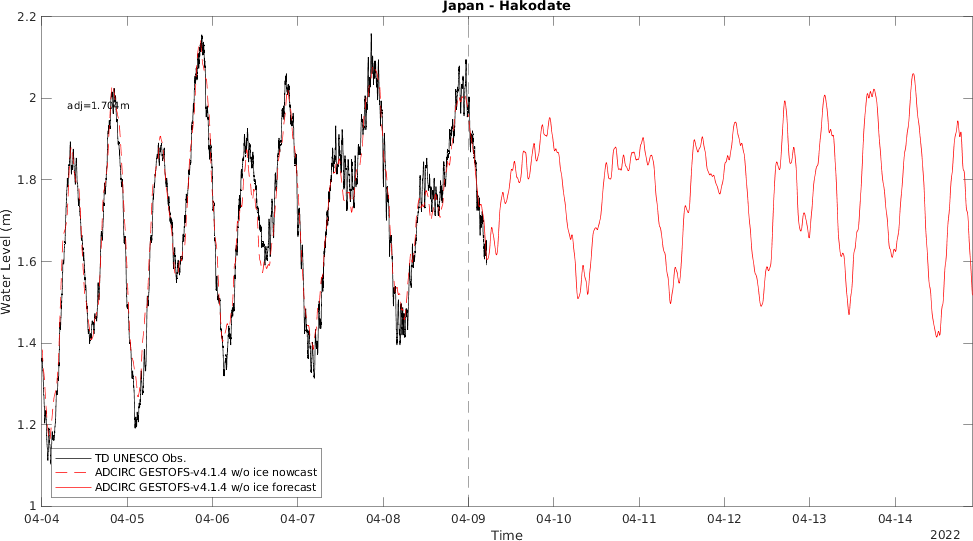 Japan - Hakodate
2.2
2
1.8
1.6
1.4
1.2
1
Water Level (m)
adj=1.704m
TD UNESCO Obs.
ADCIRC GESTOFS-v4.1.4 w/o ice nowcast
ADCIRC GESTOFS-v4.1.4 w/o ice forecast
04-04 04-05 04-06 04-07 04-08 04-09 04-10 04-11 04-12 04-13 04-14
Time
2022